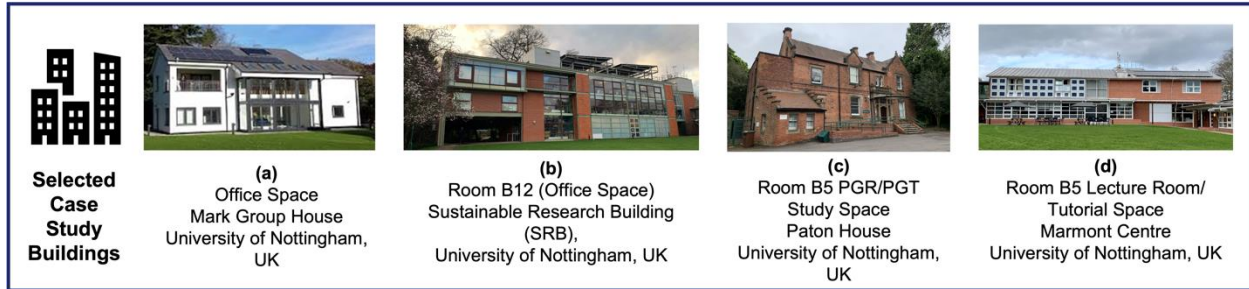 Selected
Case
Study
Buildings
(a)
Office Space
Mark Group House
University of Nottingham,
UK
(b)
Room B12 (Office Space)
Sustainable Research Building
(SRB),
University of Nottingham, UK
(c)
Room B5 PGR/PGT
Study Space
Paton House
University of Nottingham,
UK
(d)
Room B5 Lecture Room/
Tutorial Space
Marmont Centre
University of Nottingham, UK